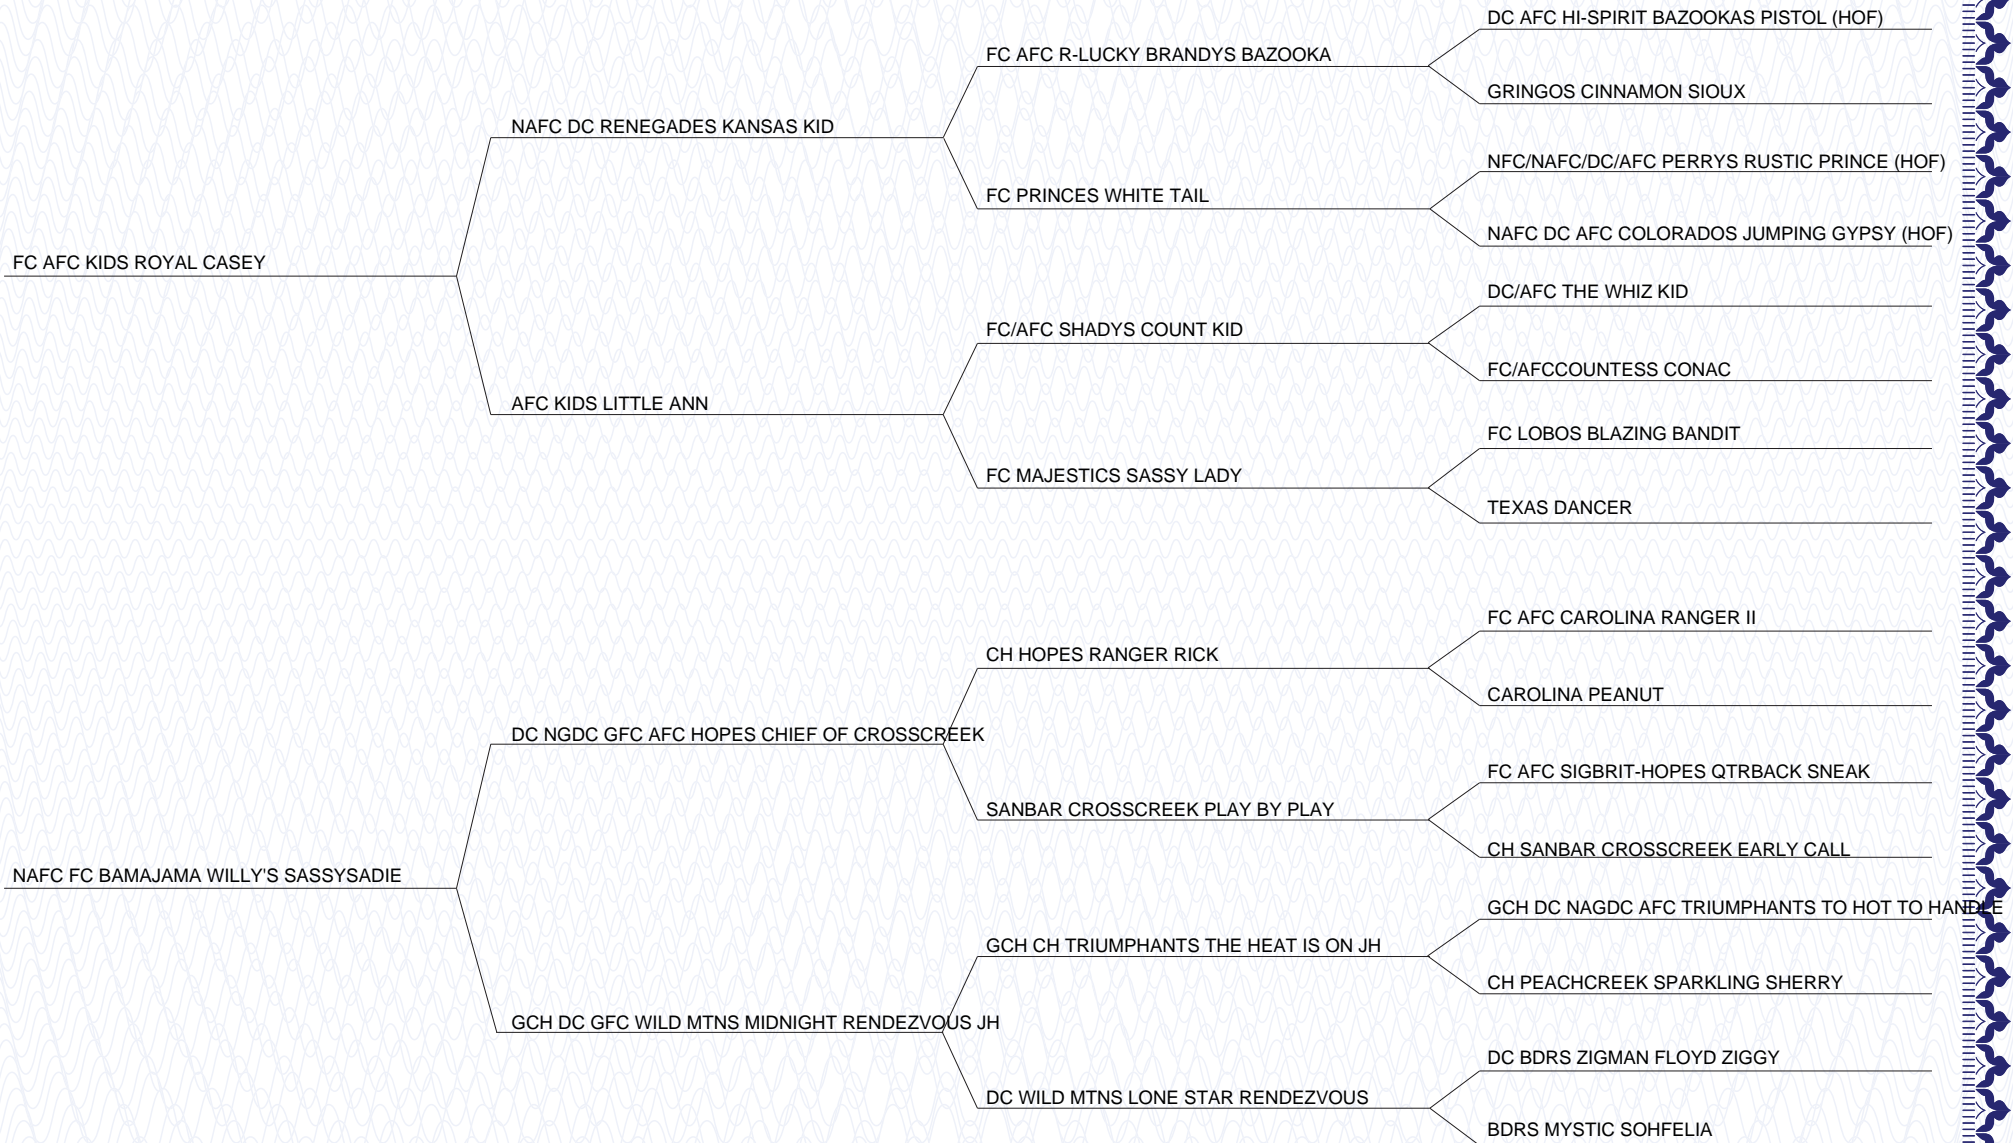 DC AFC HI-SPIRIT BAZOOKAS PISTOL (HOF)
FC AFC R-LUCKY BRANDYS BAZOOKA
GRINGOS CINNAMON SIOUX
NAFC DC RENEGADES KANSAS KID
NFC/NAFC/DC/AFC PERRYS RUSTIC PRINCE (HOF)
FC PRINCES WHITE TAIL
NAFC DC AFC COLORADOS JUMPING GYPSY (HOF)
FC AFC KIDS ROYAL CASEY
DC/AFC THE WHIZ KID
FC/AFC SHADYS COUNT KID
FC/AFCCOUNTESS CONAC
AFC KIDS LITTLE ANN
FC LOBOS BLAZING BANDIT
FC MAJESTICS SASSY LADY
TEXAS DANCER
FC AFC CAROLINA RANGER II
CH HOPES RANGER RICK
CAROLINA PEANUT
DC NGDC GFC AFC HOPES CHIEF OF CROSSCREEK
FC AFC SIGBRIT-HOPES QTRBACK SNEAK
SANBAR CROSSCREEK PLAY BY PLAY
CH SANBAR CROSSCREEK EARLY CALL
NAFC FC BAMAJAMA WILLY'S SASSYSADIE
GCH DC NAGDC AFC TRIUMPHANTS TO HOT TO HANDLE
GCH CH TRIUMPHANTS THE HEAT IS ON JH
CH PEACHCREEK SPARKLING SHERRY
GCH DC GFC WILD MTNS MIDNIGHT RENDEZVOUS JH
DC BDRS ZIGMAN FLOYD ZIGGY
DC WILD MTNS LONE STAR RENDEZVOUS
BDRS MYSTIC SOHFELIA